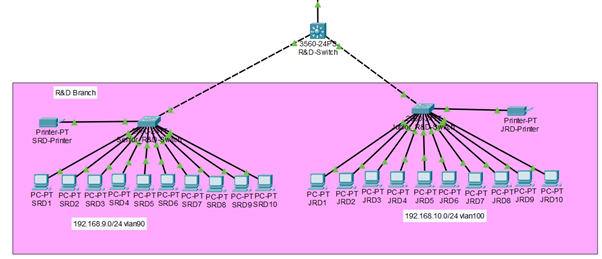 3560-24PS
R&D-Switch
R&D Branch
Printer-PT
SRD-Printer
R&D-Switch
Printer-PT
JRD-Printer
R&D-Switch
PC-PT
SRD1
PC-PT
SRD2
PC-PT
SRD3
PC-PT
SRD4
PC-PT
SRD5
PC-PT
SRD6
PC-PT
SRD7
PC-PT
SRD8
PC-PT
SRD9
PC-PT
SRD10
PC-PT
JRD1
PC-PT
JRD2
PC-PT
JRD3
PC-PT
JRD4
PC-PT
JRD5
PC-PT
JRD6
PC-PT
JRD7
PC-PT
JRD8
PC-PT
JRD9
PC-PT
JRD10
192.168.9.0/24 vlan90
192.168.10.0/24 vlan100